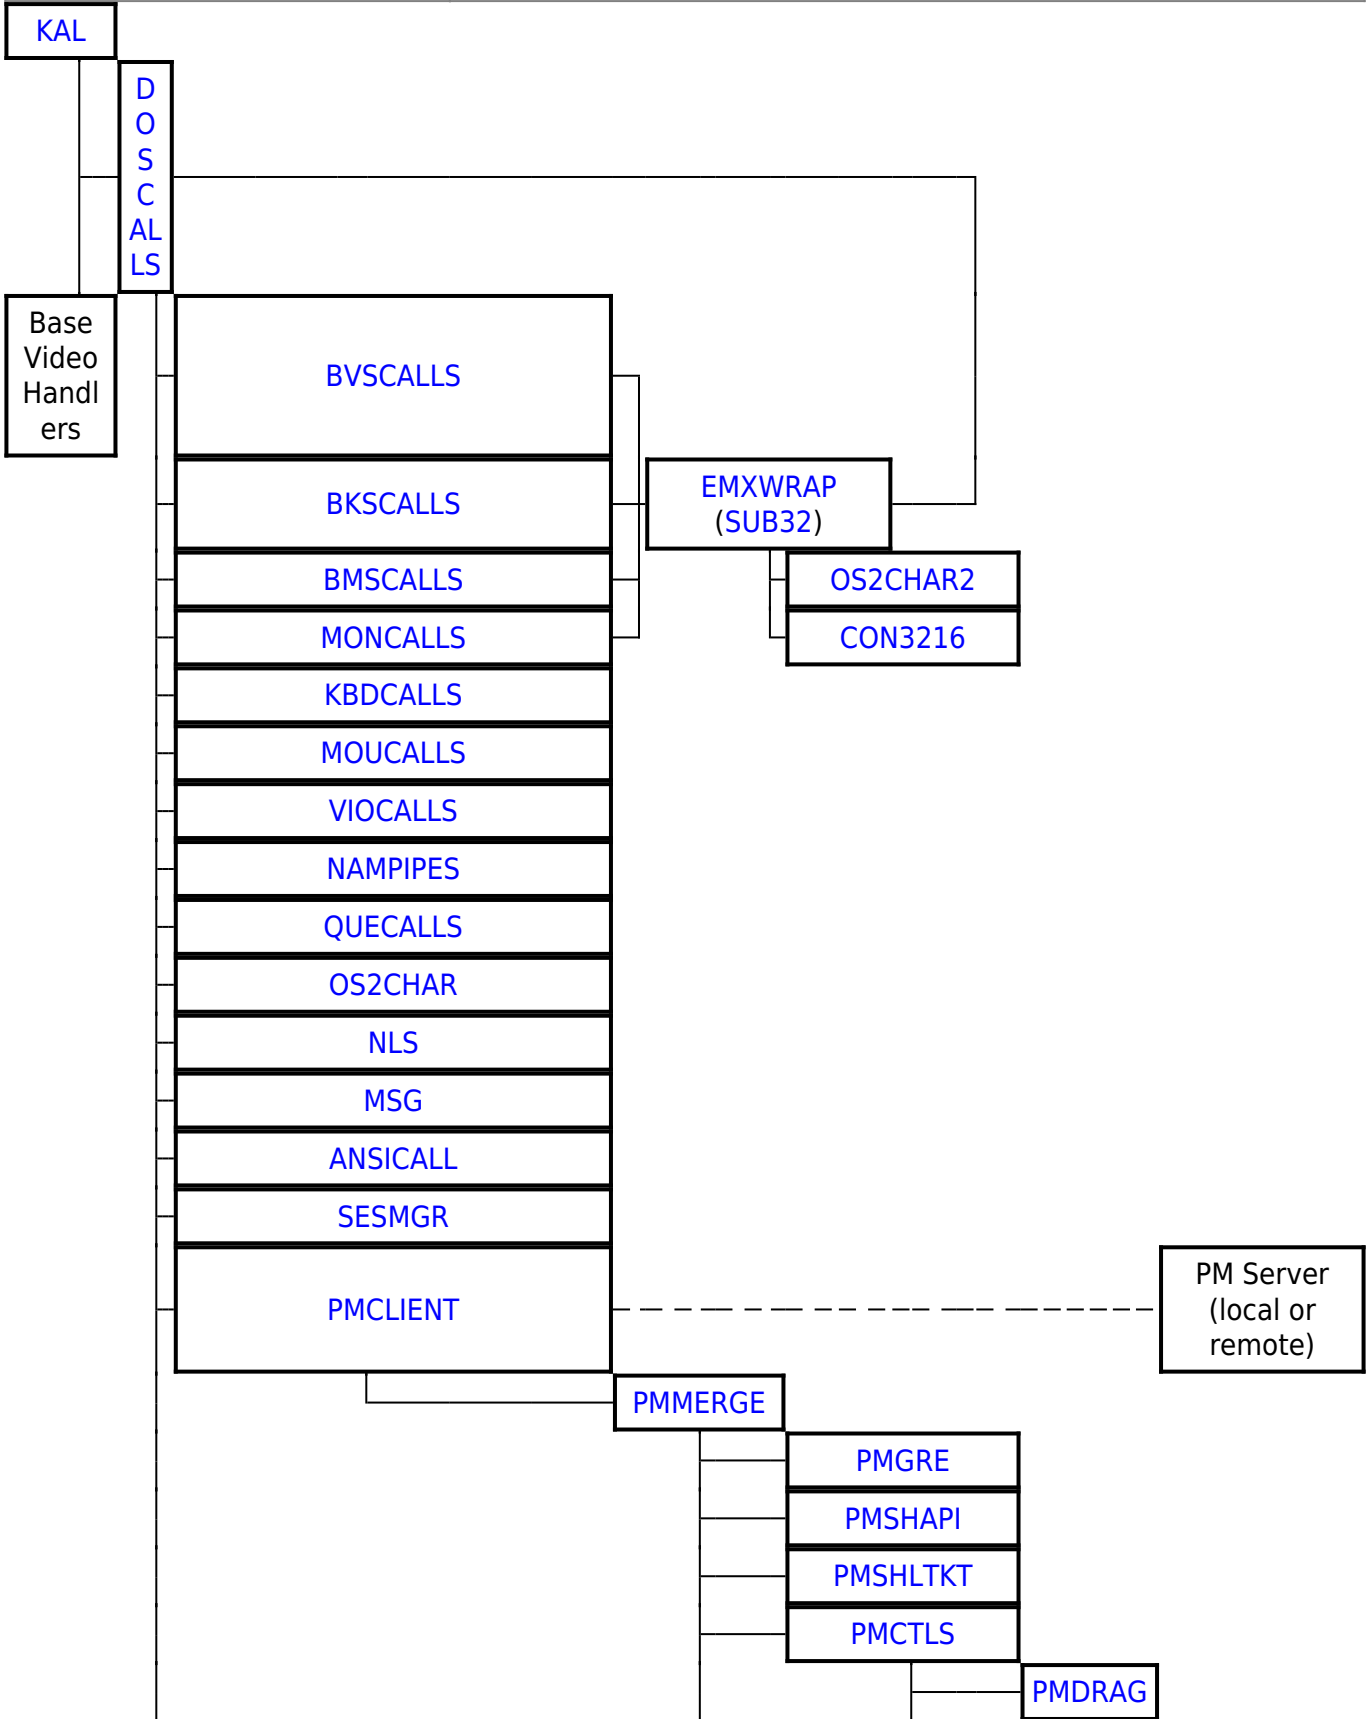 KAL
D
O
S
C
AL
LS
Base
Video
Handl
ers
BVSCALLS
BKSCALLS
EMXWRAP
(SUB32)
BMSCALLS
OS2CHAR2
MONCALLS
CON3216
KBDCALLS
MOUCALLS
VIOCALLS
NAMPIPES
QUECALLS
OS2CHAR
NLS
MSG
ANSICALL
SESMGR
PMCLIENT
PM Server
(local or
remote)
PMMERGE
PMGRE
PMSHAPI
PMSHLTKT
PMCTLS
PMDRAG